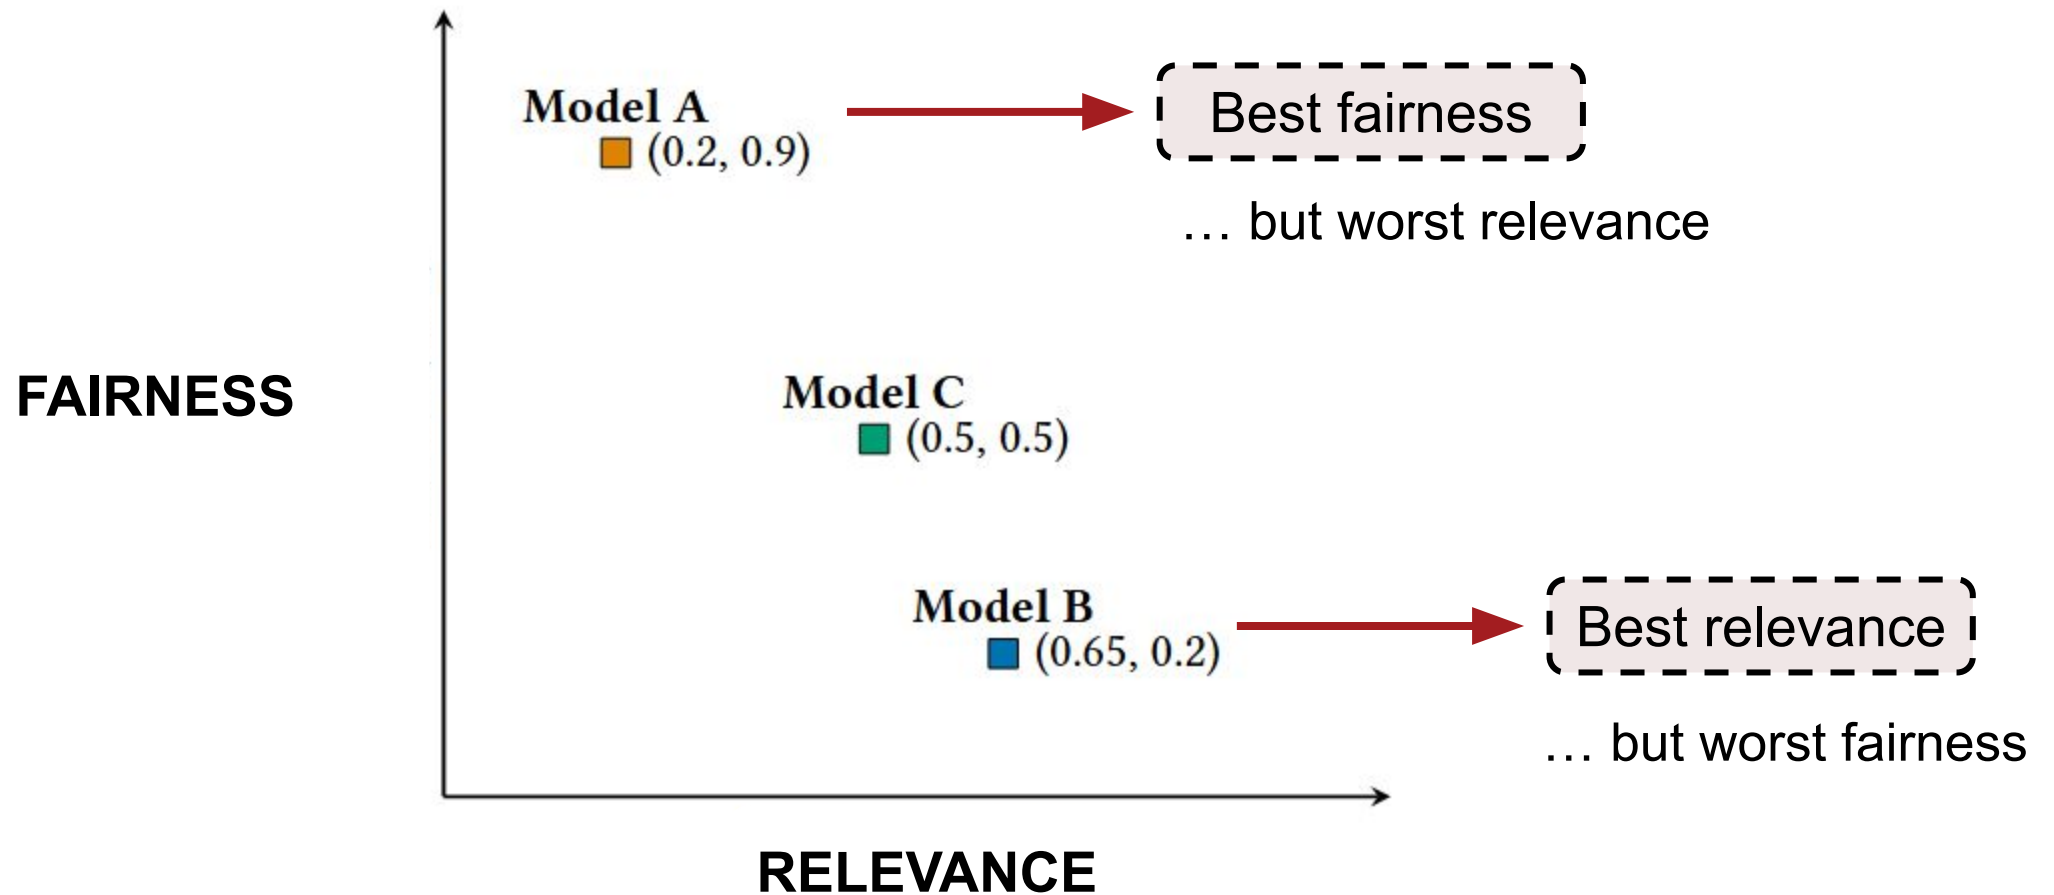 Model A
(0.2, 0.9)
Best fairness
… but worst relevance
FAIRNESS
Model C
(0.5, 0.5)
Model B
(0.65, 0.2)
Best relevance
… but worst fairness
RELEVANCE